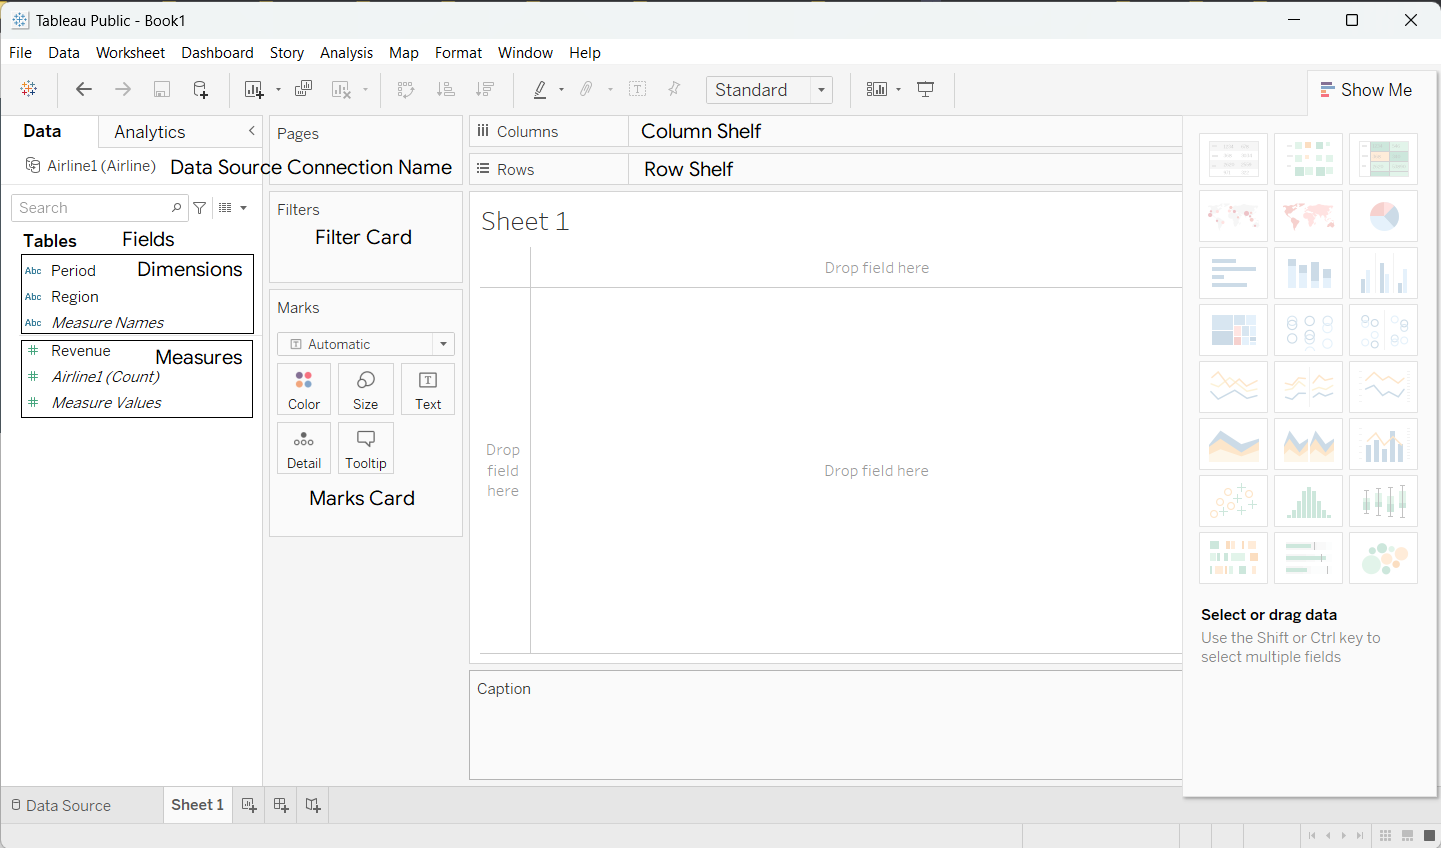 Tableau Public - Book1
File Data Worksheet Dashboard Story Analysis Map Format Window Help
Standard
Show Me
Data Analytics
Airline1 (Airline)
Data Source Connection Name
Search
Tables Fields
Abc Period Dimensions
Abc Region
Abc Measure Names
# Revenue Measures
# Airline1 (Count)
# Measure Values
Pages
Filters
Filter Card
Marks
T Automatic
Color Size T Text
Detail Tooltip
Marks Card
Columns Column Shelf
Rows Row Shelf
Sheet 1
Drop field here
Drop
field
here
Drop field here
Caption
Select or drag data
Use the Shift or Ctrl key to
select multiple fields
Data Source Sheet 1